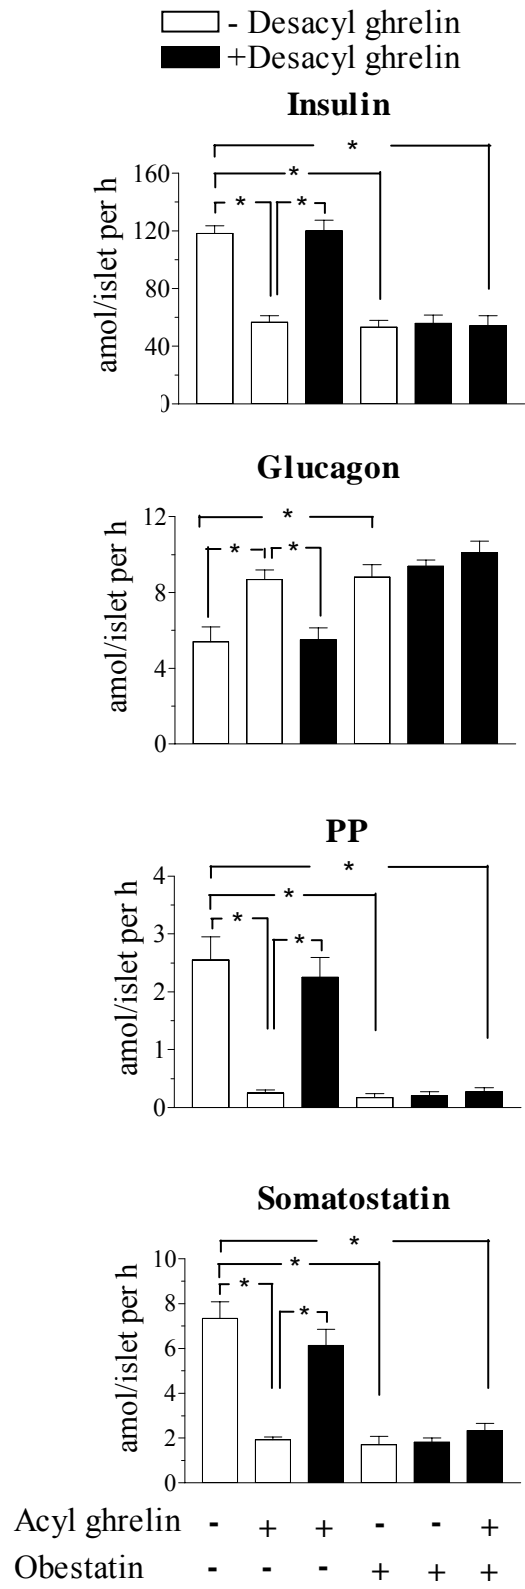 - Desacyl ghrelin
+Desacyl ghrelin
Insulin
*
160
*
* *
120
80
40
0
amol/islet per h
Glucagon
12
*
* *
8
4
0
amol/islet per h
PP
*
4
*
* *
3
2
1
0
amol/islet per h
Somatostatin
*
10
*
* *
8
6
4
2
0
amol/islet per h
Acyl ghrelin - + + - - +
Obestatin - - - + + +